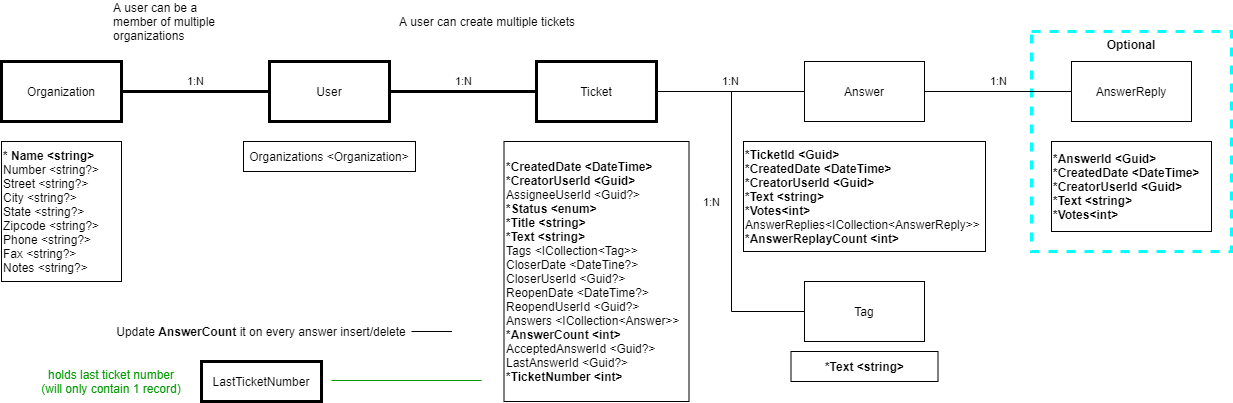 A user can be a
member of multiple
organizations
A user can create multiple tickets
Optional
Organization
1:N
User
1:N
Ticket
1:N
Answer
1:N
AnswerReply
* Name <string>
Number <string?>
Street <string?>
City <string?>
State <string?>
Zipcode <string?>
Phone <string?>
Fax <string?>
Notes <string?>
Organizations <Organization>
*CreatedDate <DateTime>
*CreatorUserId <Guid>
AssigneeUserId <Guid?>
*Status <enum>
*Title <string>
*Text <string>
Tags <ICollection<Tag>>
CloserDate <DateTine?>
CloserUserId <Guid?>
ReopenDate <DateTime?>
ReopendUserId <Guid?>
Answers <ICollection<Answer>>
*AnswerCount <int>
AcceptedAnswerId <Guid?>
LastAnswerId <Guid?>
*TicketNumber <int>
1:N
*TicketId <Guid>
*CreatedDate <DateTime>
*CreatorUserId <Guid>
*Text <string>
*Votes<int>
AnswerReplies<ICollection<AnswerReply>>
*AnswerReplayCount <int>
*AnswerId <Guid>
*CreatedDate <DateTime>
*CreatorUserId <Guid>
*Text <string>
*Votes<int>
Tag
*Text <string>
Update AnswerCount it on every answer insert/delete
holds last ticket number
(will only contain 1 record)
LastTicketNumber